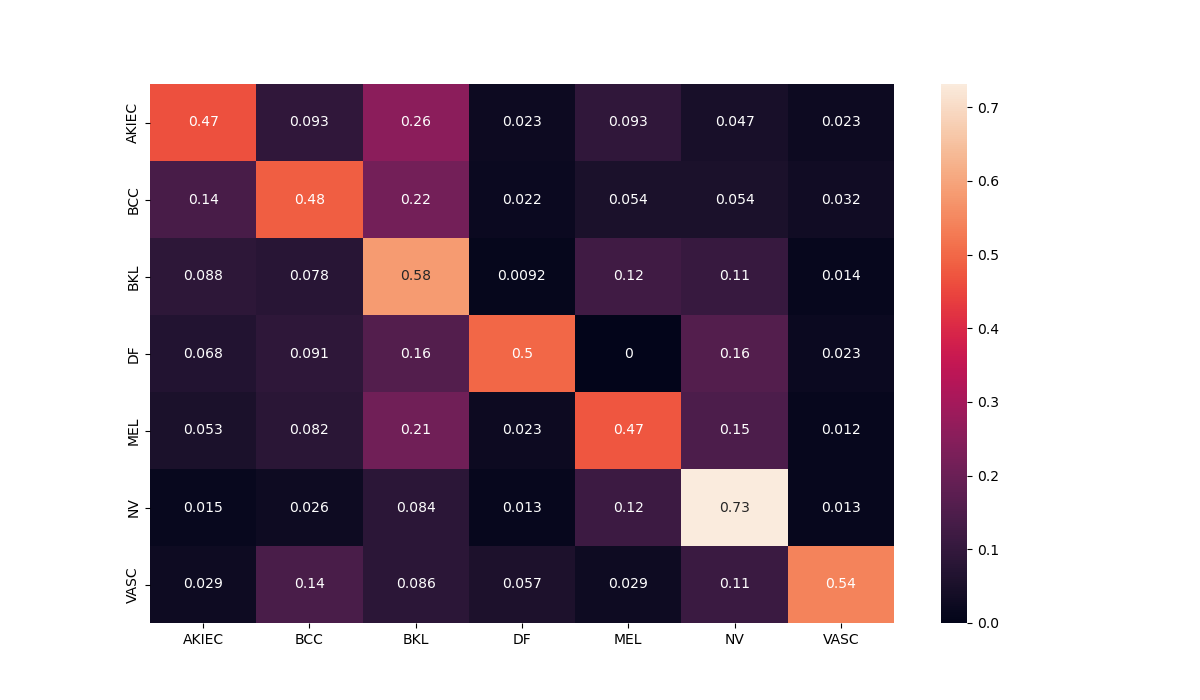 AKIEC 0.47 0.093 0.26 0.023 0.093 0.047 0.023
BCC 0.14 0.48 0.22 0.022 0.054 0.054 0.032
BKL 0.088 0.078 0.58 0.0092 0.12 0.11 0.014
DF 0.068 0.091 0.16 0.5 0 0.16 0.023
MEL 0.053 0.082 0.21 0.023 0.47 0.15 0.012
NV 0.015 0.026 0.084 0.013 0.12 0.73 0.013
VASC 0.029 0.14 0.086 0.057 0.029 0.11 0.54
AKIEC BCC BKL DF MEL NV VASC
0.7
0.6
0.5
0.4
0.3
0.2
0.1
0.0